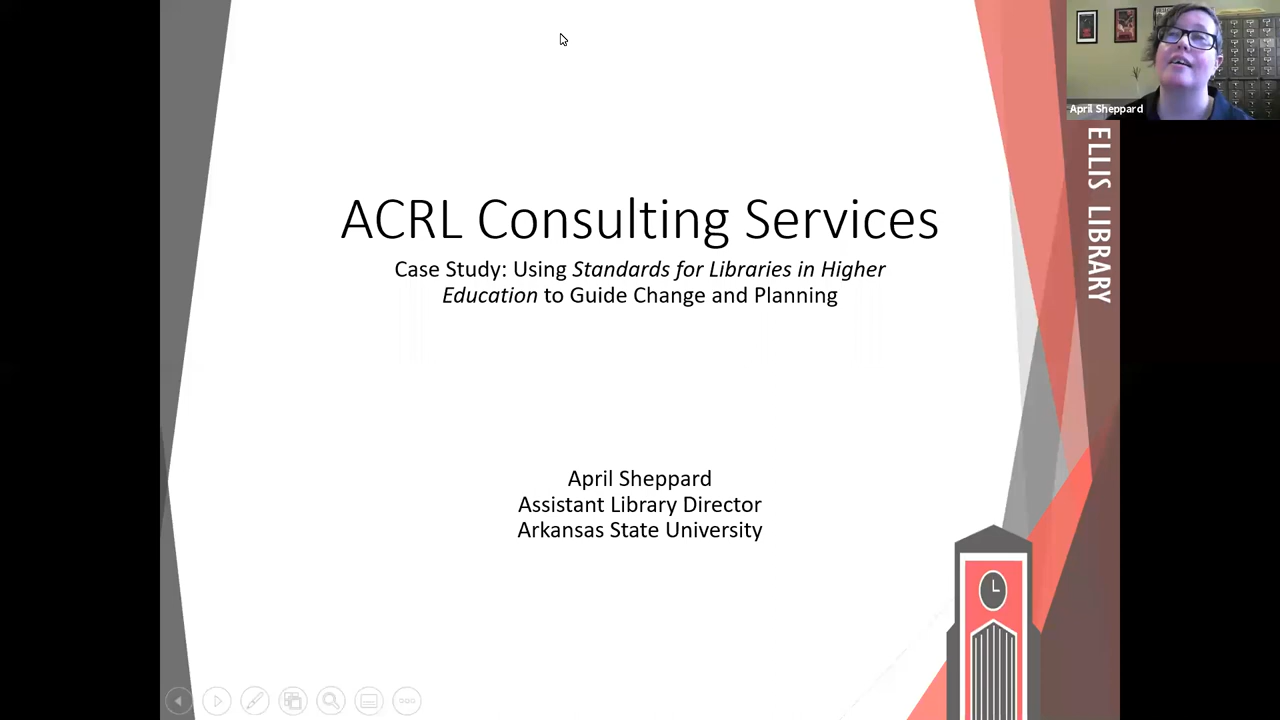 ACRL Consulting Services
Case Study: Using Standards for Libraries in Higher
Education to Guide Change and Planning
April Sheppard
Assistant Library Director
Arkansas State University
April Sheppard
ELLIS LIBRARY